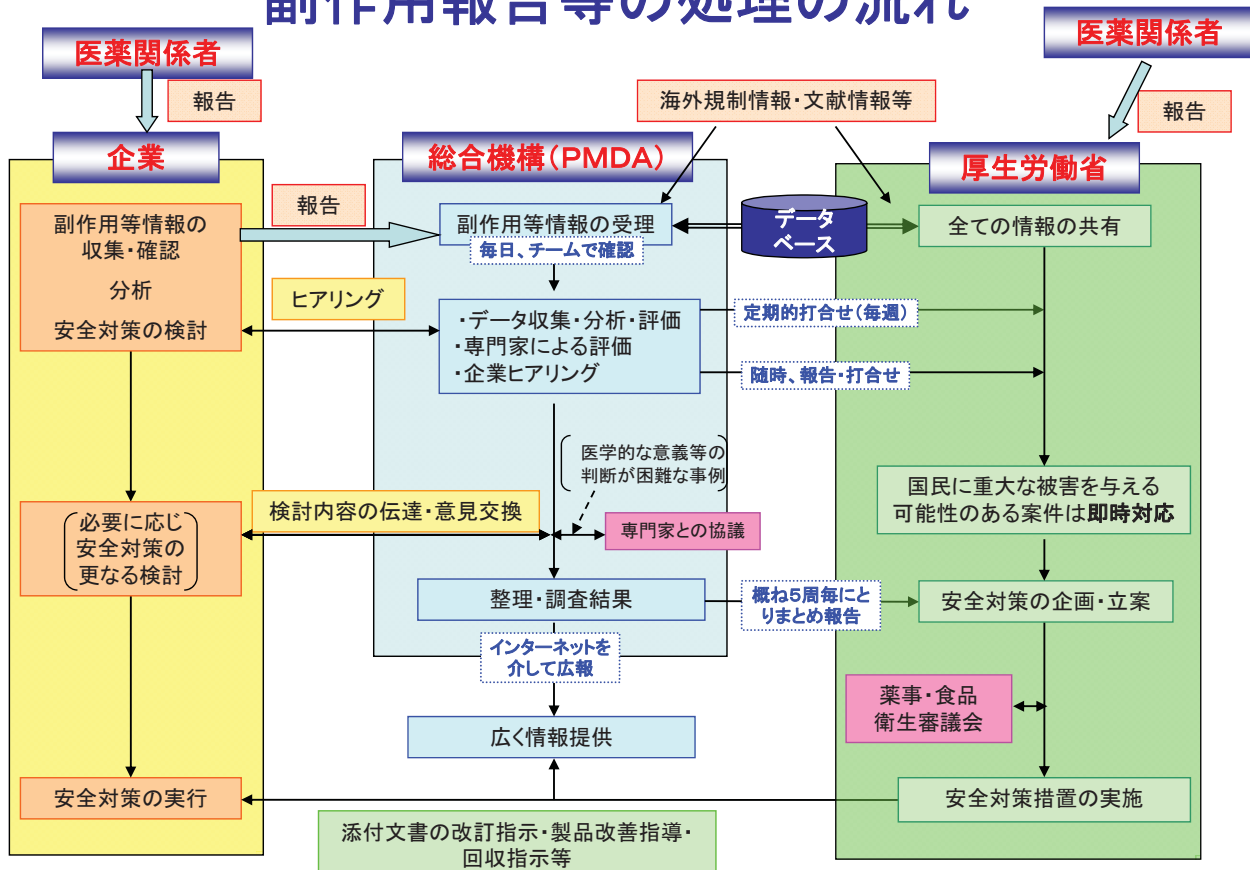 副作用報告等の処理の流れ
医薬関係者
報告
医薬関係者
報告
海外規制情報・文献情報等
企業
総合機構（PMDA）
厚生労働省
副作用等情報の
収集・確認
分析
安全対策の検討
報告
副作用等情報の受理
毎日、チームで確認
データ
ベース
全ての情報の共有
ヒアリング
・データ収集・分析・評価
・専門家による評価
・企業ヒアリング
定期的打合せ（毎週）
随時、報告・打合せ
医学的な意義等の
判断が困難な事例
国民に重大な被害を与える
可能性のある案件は即時対応
必要に応じ
安全対策の
更なる検討
検討内容の伝達・意見交換
専門家との協議
整理・調査結果
概ね５周毎にと
りまとめ報告
安全対策の企画・立案
インターネットを
介して広報
薬事・食品
衛生審議会
広く情報提供
安全対策の実行
安全対策措置の実施
添付文書の改訂指示・製品改善指導・
回収指示等